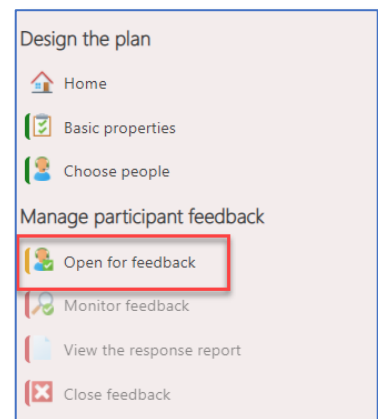 Design the plan
Home
Basic properties
Choose people
Manage participant feedback
Open for feedback
Monitor feedback
View the response report
Close feedback